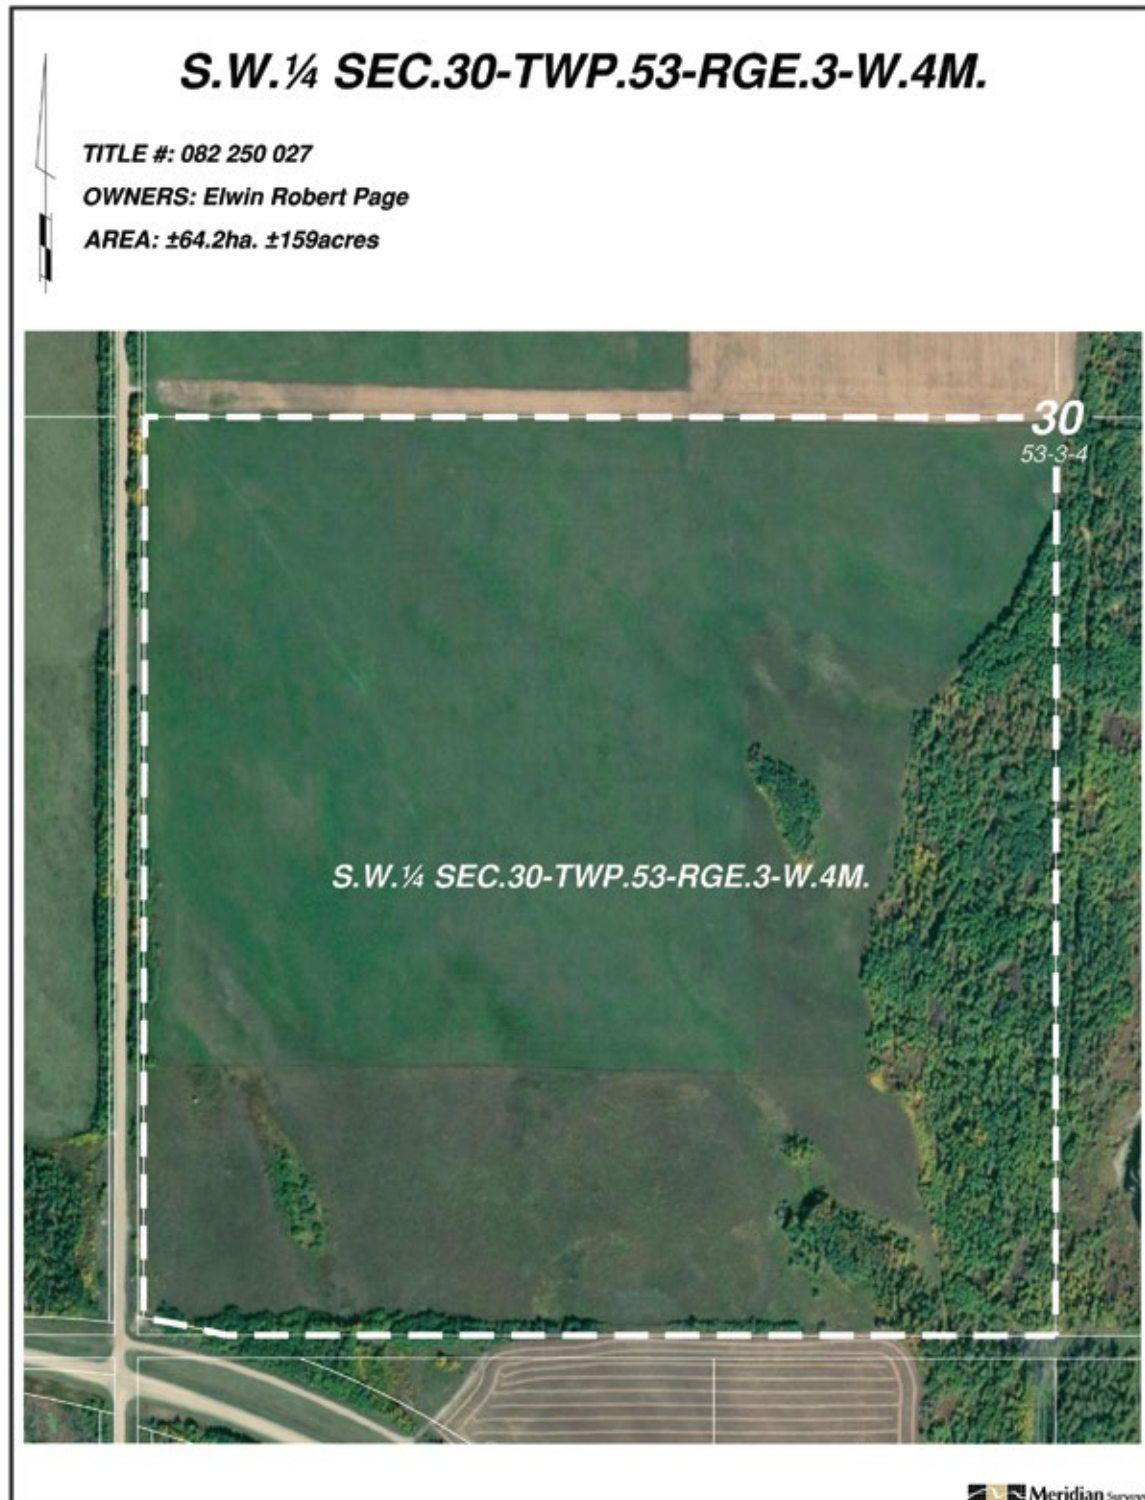 S.W.¼ SEC.30-TWP.53-RGE.3-W.4M.
TITLE #: 082 250 027
OWNERS: Elwin Robert Page
AREA: ±64.2ha. ±159acres
30
53-3-4
S.W.¼ SEC.30-TWP.53-RGE.3-W.4M.
Meridian Surveys